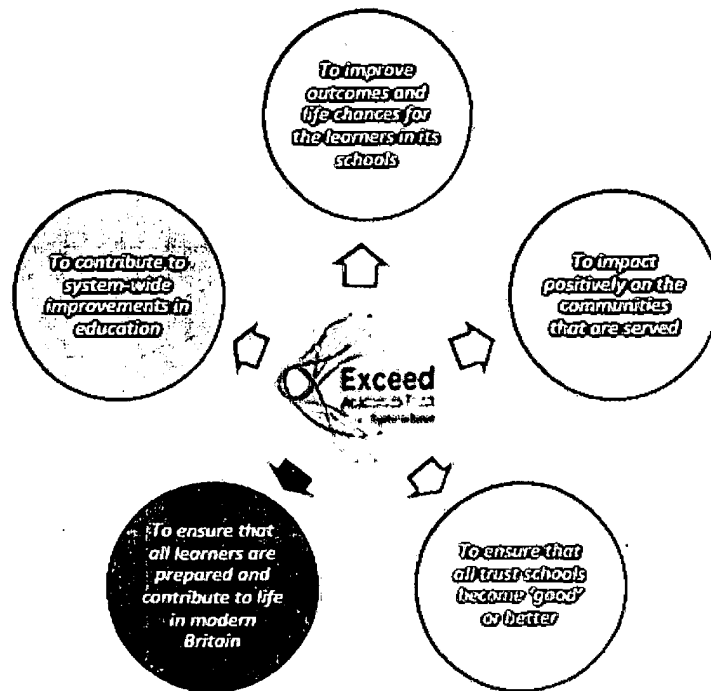 To improve
outcomes and
life chances for
the learners in its
schools
To contribute to
system-wide
improvements in
education
To impact
positively on the
communities
that are served
Exceed
To ensure that
all learners are
prepared and
contribute to life
in modern
Britain
To ensure that
all trust schools
become 'good'
or better